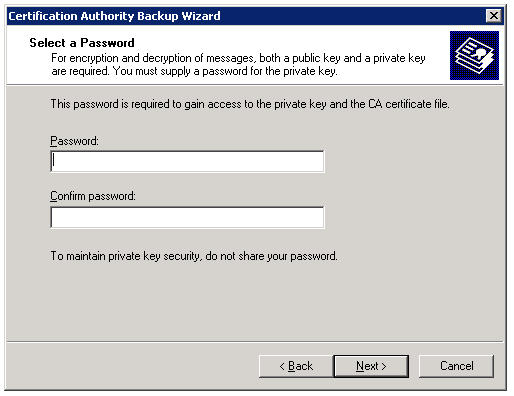 Certification Authority Backup Wizard
Select a Password
For encryption and decryption of messages, both a public key and a private key
are required. You must supply a password for the private key.
This password is required to gain access to the private key and the CA certificate file.
Password:
Confirm password:
To maintain private key security, do not share your password.
< Back Next > Cancel